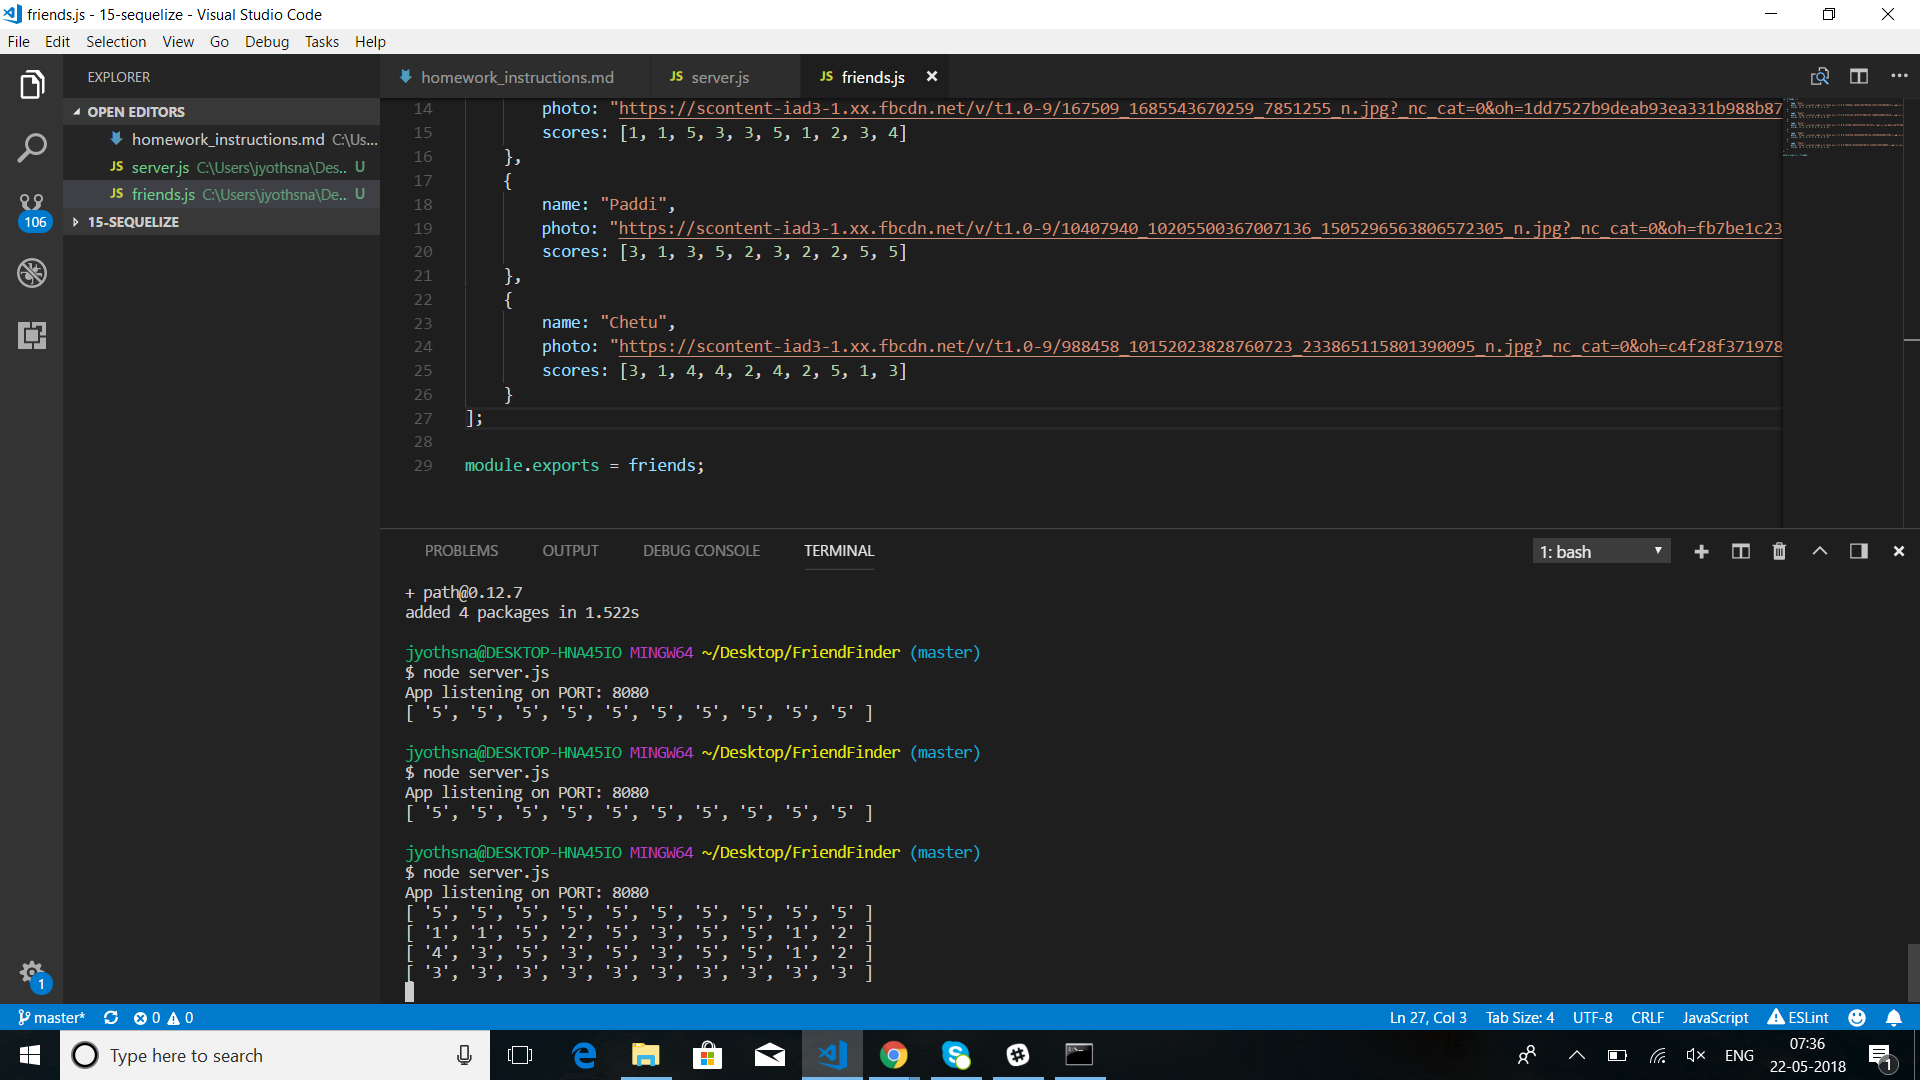 friends.js - 15-sequelize - Visual Studio Code
File Edit Selection View Go Debug Tasks Help
EXPLORER
OPEN EDITORS
homework_instructions.md C:\Us...
JS server.js C:\Users\jyothsna\Des... U
JS friends.js C:\Users\jyothsna\De... U
15-SEQUELIZE
106
1
homework_instructions.md JS server.js JS friends.js
14 photo: "https://scontent-iad3-1.xx.fbcdn.net/v/t1.0-9/167509_1685543670259_7851255_n.jpg?_nc_cat=0&oh=1dd7527b9deab93ea331b988b87
15 scores: [1, 1, 5, 3, 3, 5, 1, 2, 3, 4]
16 },
17 {
18 name: "Paddi",
19 photo: "https://scontent-iad3-1.xx.fbcdn.net/v/t1.0-9/10407940_10205500367007136_1505296563806572305_n.jpg?_nc_cat=0&oh=fb7be1c23
20 scores: [3, 1, 3, 5, 2, 3, 2, 2, 5, 5]
21 },
22 {
23 name: "Chetu",
24 photo: "https://scontent-iad3-1.xx.fbcdn.net/v/t1.0-9/988458_10152023828760723_233865115801390095_n.jpg?_nc_cat=0&oh=c4f28f371978
25 scores: [3, 1, 4, 4, 2, 4, 2, 5, 1, 3]
26 }
27 ];
28
29 module.exports = friends;
PROBLEMS OUTPUT DEBUG CONSOLE TERMINAL 1: bash
+ path@0.12.7
added 4 packages in 1.522s
jyothsna@DESKTOP-HNA45IO MINGW64 ~/Desktop/FriendFinder (master)
$ node server.js
App listening on PORT: 8080
[ '5', '5', '5', '5', '5', '5', '5', '5', '5', '5' ]
jyothsna@DESKTOP-HNA45IO MINGW64 ~/Desktop/FriendFinder (master)
$ node server.js
App listening on PORT: 8080
[ '5', '5', '5', '5', '5', '5', '5', '5', '5', '5' ]
jyothsna@DESKTOP-HNA45IO MINGW64 ~/Desktop/FriendFinder (master)
$ node server.js
App listening on PORT: 8080
[ '5', '5', '5', '5', '5', '5', '5', '5', '5', '5' ]
[ '1', '1', '5', '2', '5', '3', '5', '5', '1', '2' ]
[ '4', '3', '5', '3', '5', '3', '5', '5', '1', '2' ]
[ '3', '3', '3', '3', '3', '3', '3', '3', '3', '3' ]
master* 0 0 Ln 27, Col 3 Tab Size: 4 UTF-8 CRLF JavaScript ESLint
Type here to search
ENG
07:36
22-05-2018
1